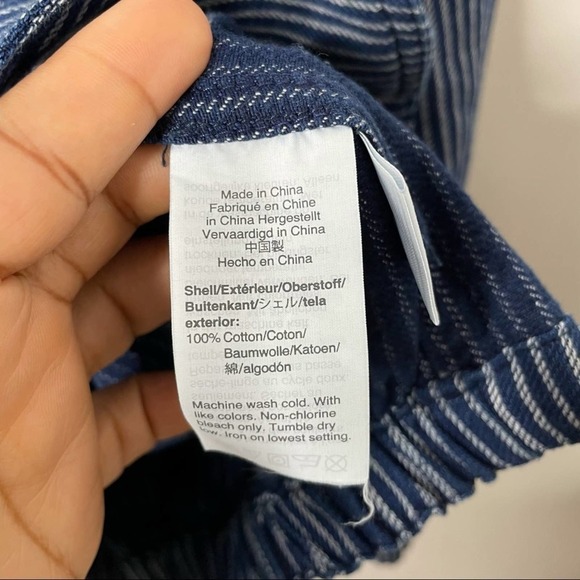 Made in China
Fabriqué en Chine
in China Hergestellt
Vervaardigd in China
中国製
Hecho en China
Shell/Extérieur/Oberstoff/
Buitenkant/シェル/tela
exterior:
100% Cotton/Coton/
Baumwolle/Katoen/
綿/algodón
Machine wash cold. With
like colors. Non-chlorine
bleach only. Tumble dry
low. Iron on lowest setting.